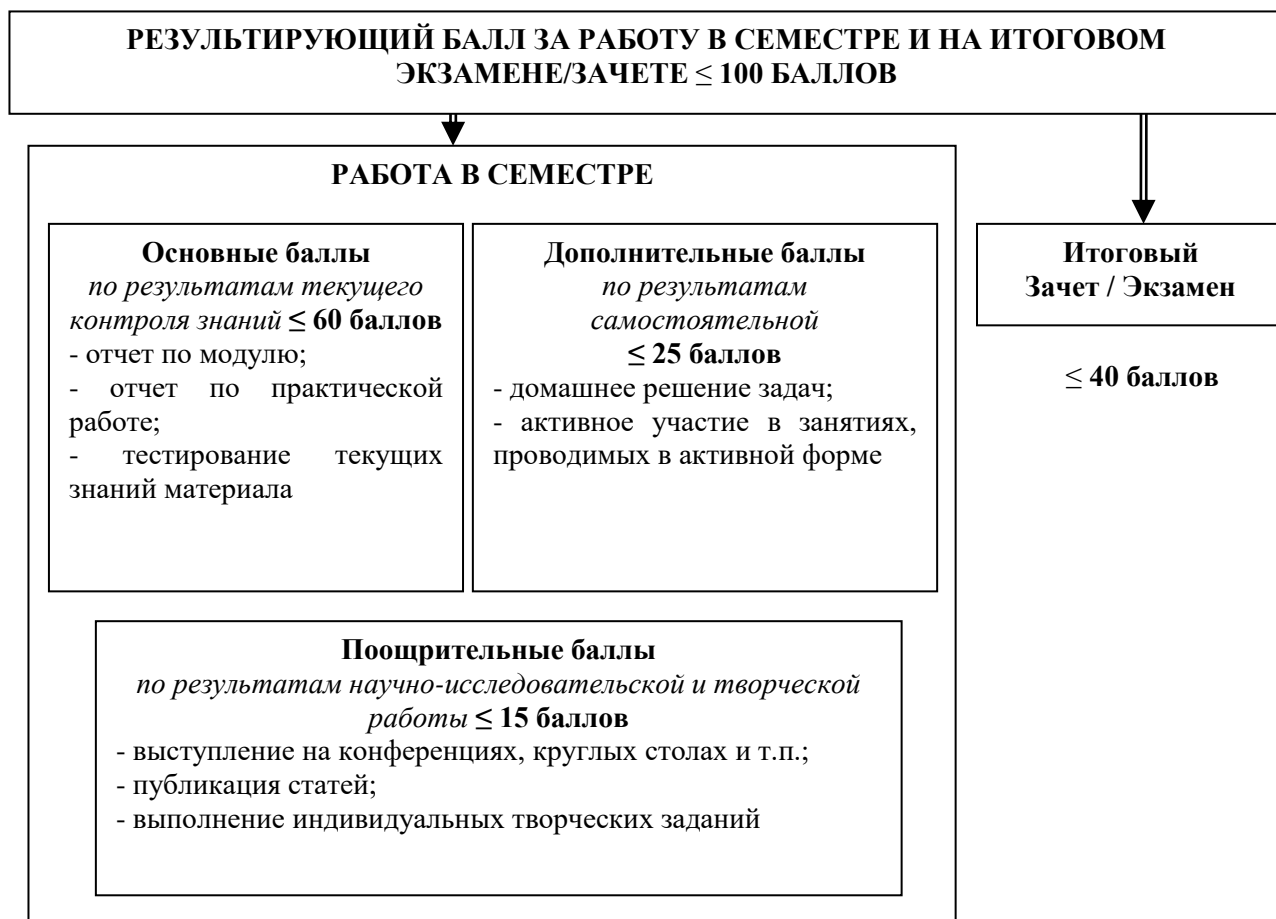 РЕЗУЛЬТИРУЮЩИЙ БАЛЛ ЗА РАБОТУ В СЕМЕСТРЕ И НА ИТОГОВОМ
ЭКЗАМЕНЕ/ЗАЧЕТЕ ≤ 100 БАЛЛОВ
РАБОТА В СЕМЕСТРЕ
Основные баллы
по результатам текущего
контроля знаний ≤ 60 баллов
- отчет по модулю;
- отчет по практической
работе;
- тестирование текущих
знаний материала
Дополнительные баллы
по результатам
самостоятельной
≤ 25 баллов
- домашнее решение задач;
- активное участие в занятиях,
проводимых в активной форме
Поощрительные баллы
по результатам научно-исследовательской и творческой
работы ≤ 15 баллов
- выступление на конференциях, круглых столах и т.п.;
- публикация статей;
- выполнение индивидуальных творческих заданий
Итоговый
Зачет / Экзамен
≤ 40 баллов